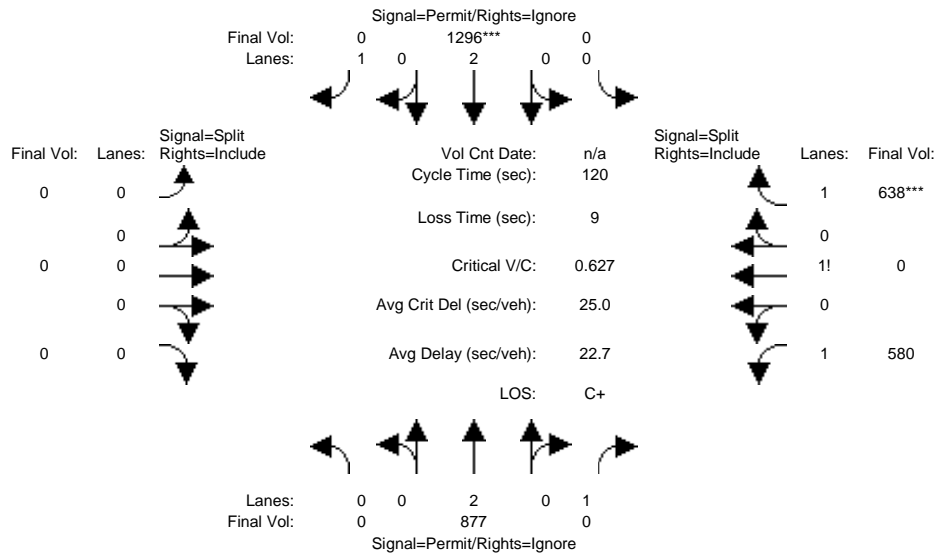 Signal=Permit/Rights=Ignore
Final Vol: 0 1296*** 0
Lanes: 1 0 2 0 0
Signal=Split
Final Vol: Lanes: Rights=Include
Vol Cnt Date: n/a
Signal=Split
Rights=Include Lanes: Final Vol:
Cycle Time (sec): 120
0 0
1 638***
Loss Time (sec): 9
0
0
0 0
Critical V/C: 0.627
1! 0
0
Avg Crit Del (sec/veh): 25.0
0
0 0
Avg Delay (sec/veh): 22.7
1 580
LOS: C+
Lanes: 0 0 2 0 1
Final Vol: 0 877 0
Signal=Permit/Rights=Ignore